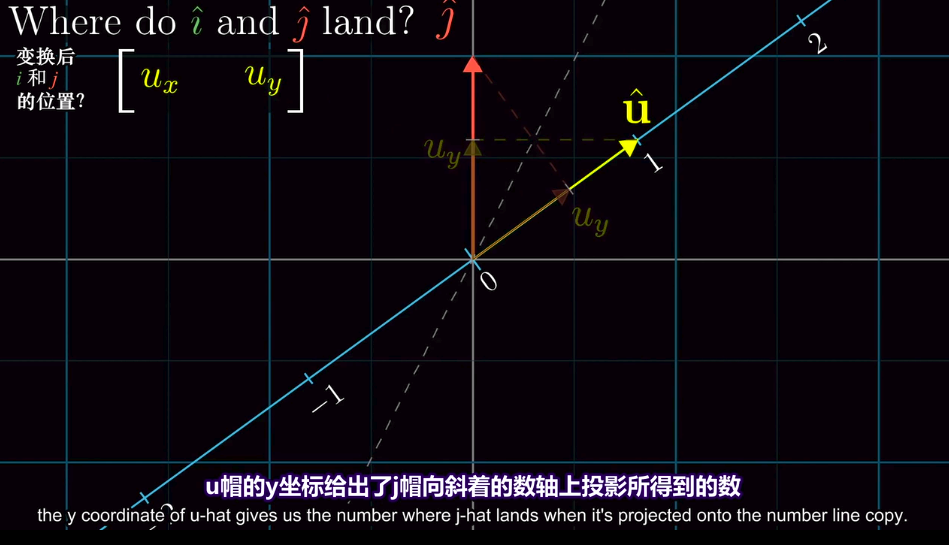 Where do î and ĵ land? ĵ
变换后
i 和 j
的位置?
[ u_x u_y ]
û
2
1
u_y
u_y
0
−1
u帽的y坐标给出了j帽向斜着的数轴上投影所得到的数
the y coordinate of u-hat gives us the number where j-hat lands when it's projected onto the number line copy.